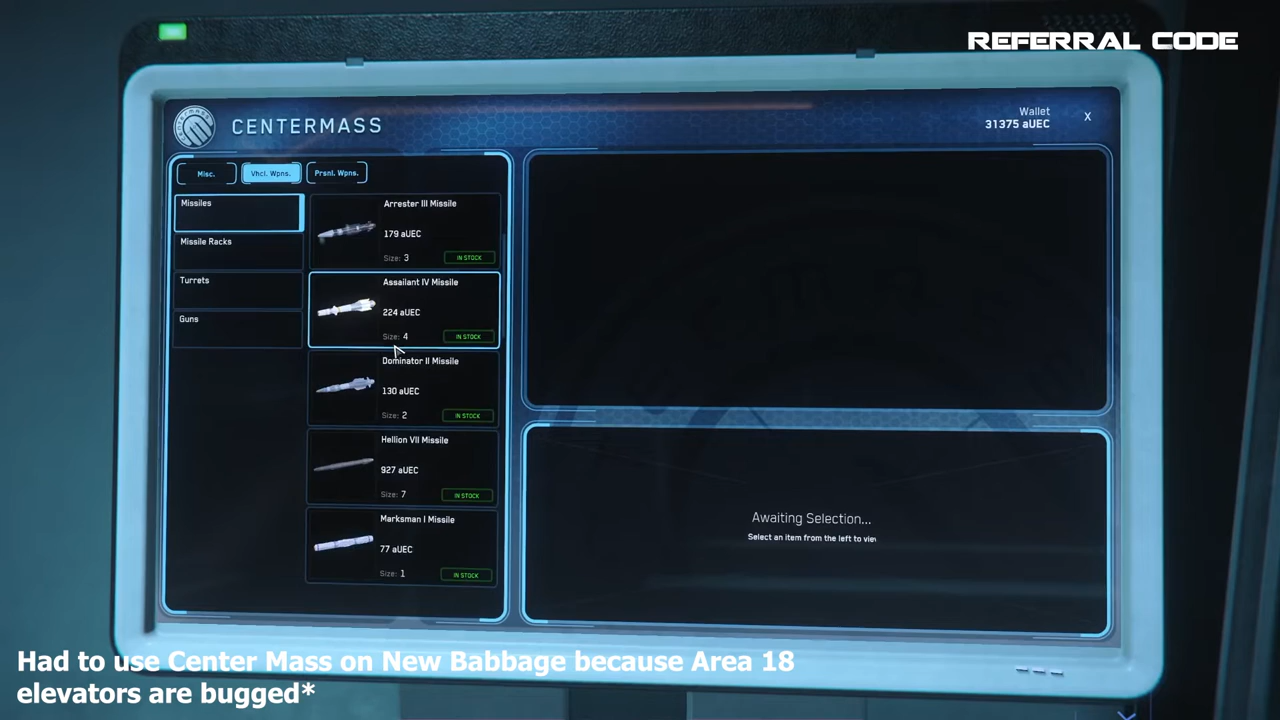 REFERRAL CODE
CENTERMASS
Wallet
31375 aUEC
X
Misc.
Vhcl. Wpns.
Prsnl. Wpns.
Missiles
Missile Racks
Turrets
Guns
Arrester III Missile
179 aUEC
Size: 3
IN STOCK
Assailant IV Missile
224 aUEC
Size: 4
IN STOCK
Dominator II Missile
130 aUEC
Size: 2
IN STOCK
Hellion VII Missile
927 aUEC
Size: 7
IN STOCK
Marksman I Missile
77 aUEC
Size: 1
IN STOCK
Awaiting Selection...
Select an item from the left to view
Had to use Center Mass on New Babbage because Area 18
elevators are bugged*